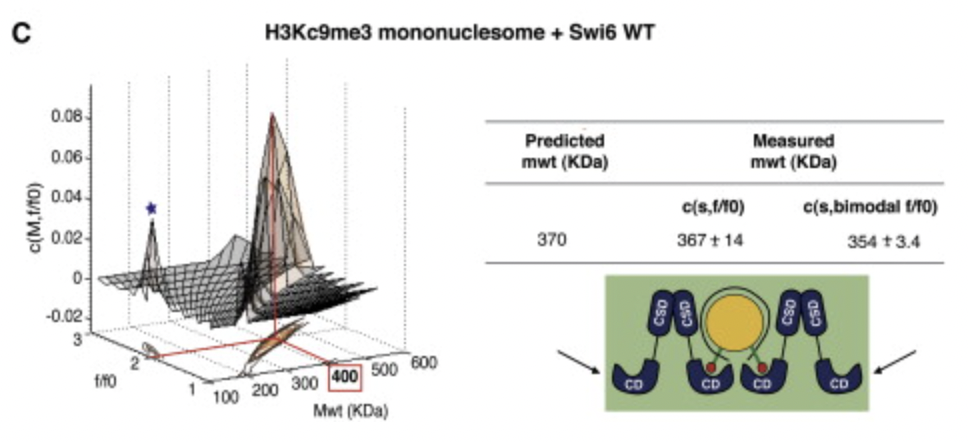 C
H3Kc9me3 mononuclesome + Swi6 WT
0.08
0.06
0.04
0.02
0
-0.02
c(M,f/f0)
3
2
1
f/f0
100
200
300
400
500
600
Mwt (KDa)
Predicted
mwt (KDa)
Measured
mwt (KDa)
c(s,f/f0)
c(s,bimodal f/f0)
370
367 ± 14
354 ± 3.4
CSD
CSD
CSD
CSD
CD
CD
CD
CD